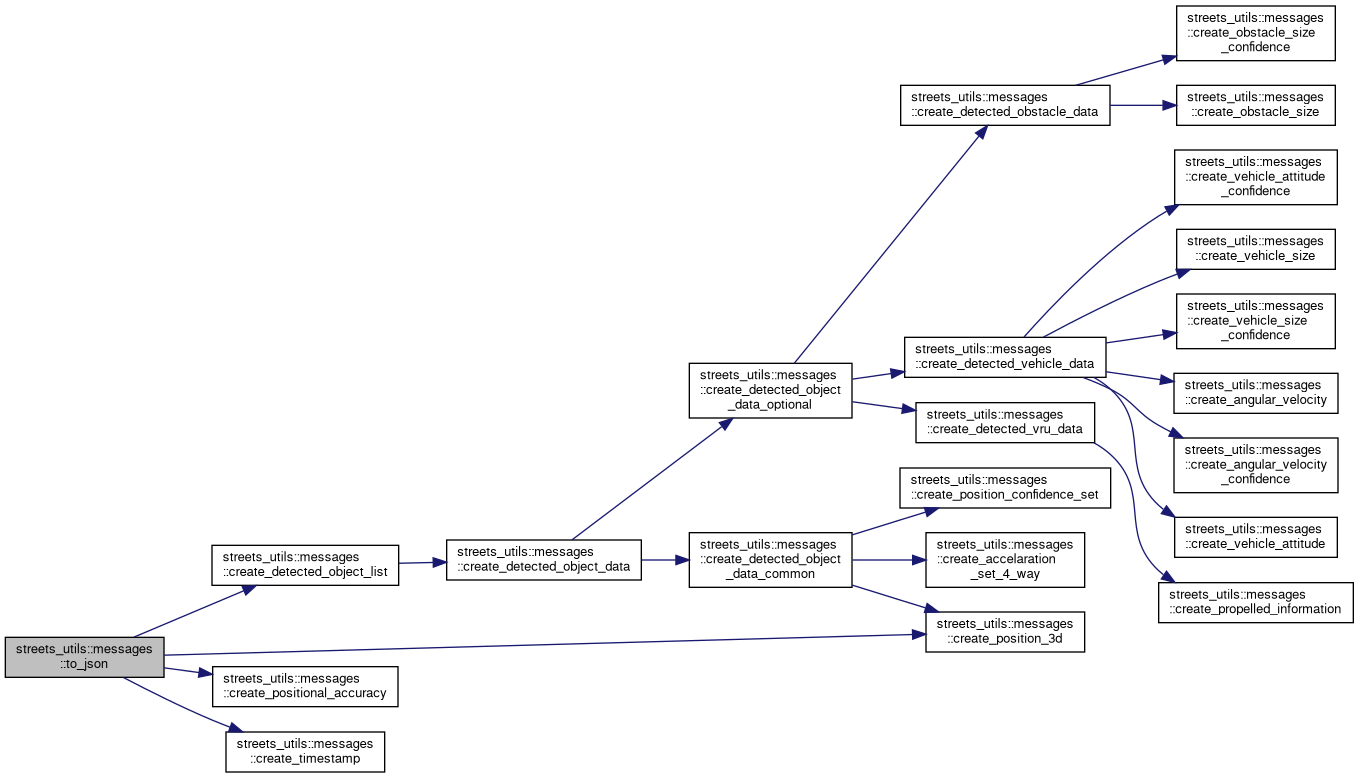 streets_utils::messages
::create_obstacle_size
_confidence
streets_utils::messages
::create_detected_obstacle_data
streets_utils::messages
::create_obstacle_size
streets_utils::messages
::create_vehicle_attitude
_confidence
streets_utils::messages
::create_vehicle_size
streets_utils::messages
::create_vehicle_size
_confidence
streets_utils::messages
::create_detected_vehicle_data
streets_utils::messages
::create_detected_object
_data_optional
streets_utils::messages
::create_angular_velocity
streets_utils::messages
::create_detected_vru_data
streets_utils::messages
::create_angular_velocity
_confidence
streets_utils::messages
::create_position_confidence_set
streets_utils::messages
::create_vehicle_attitude
streets_utils::messages
::create_detected_object_list
streets_utils::messages
::create_detected_object_data
streets_utils::messages
::create_detected_object
_data_common
streets_utils::messages
::create_accelaration
_set_4_way
streets_utils::messages
::create_propelled_information
streets_utils::messages
::create_position_3d
streets_utils::messages
::to_json
streets_utils::messages
::create_positional_accuracy
streets_utils::messages
::create_timestamp